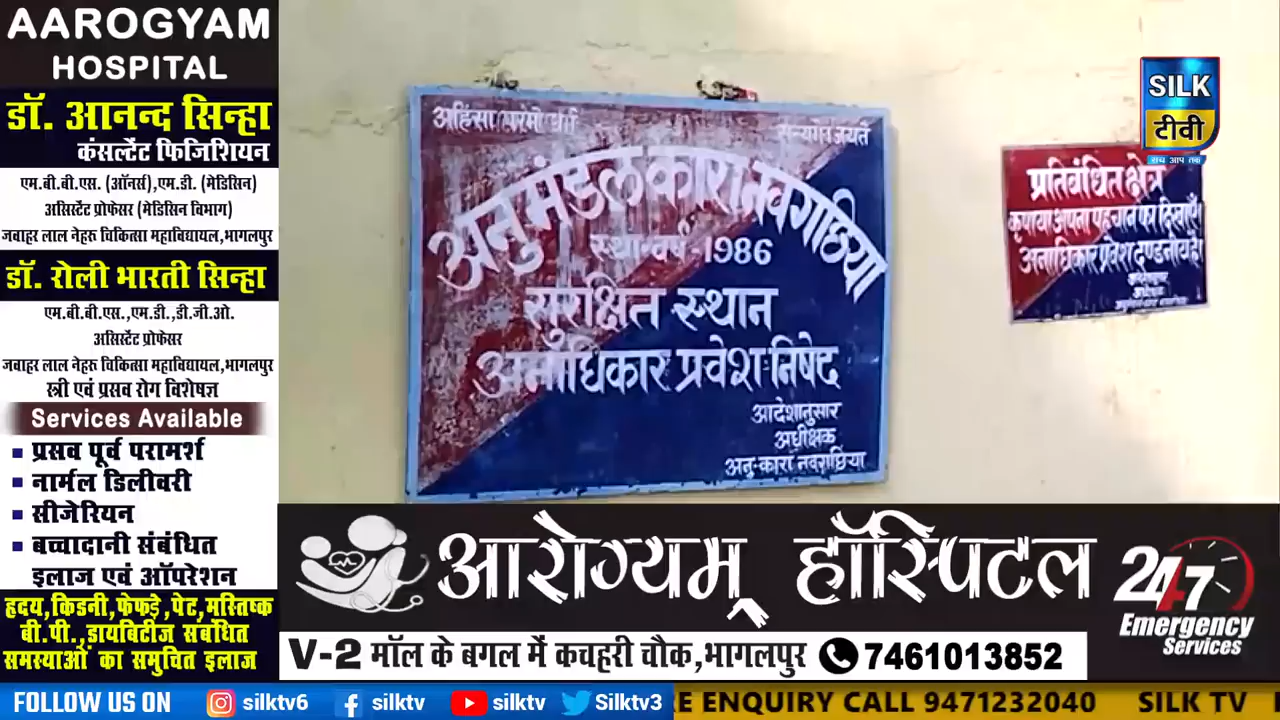 AAROGYAM
HOSPITAL
डॉ. आनन्द सिन्हा
कंसल्टेंट फिजिशियन
एम.बी.बी.एस. (ऑनर्स),एम.डी. (मेडिसिन)
असिस्टेंट प्रोफेसर (मेडिसिन विभाग)
जवाहर लाल नेहरु चिकित्सा महाविद्यालय,भागलपुर
डॉ. रोली भारती सिन्हा
एम.बी.बी.एस.,एम.डी.,डी.जी.ओ.
असिस्टेंट प्रोफेसर
जवाहर लाल नेहरु चिकित्सा महाविद्यालय,भागलपुर
स्त्री एवं प्रसव रोग विशेषज्ञ
Services Available
प्रसव पूर्व परामर्श
नार्मल डिलीवरी
सीजेरियन
बच्चादानी संबंधित
इलाज एवं ऑपरेशन
हृदय,किडनी,फेफड़े,पेट,मस्तिष्क
बी.पी.,डायबिटीज संबंधित
समस्याओं का समुचित इलाज
अहिंसा परमो धर्म
सत्यमेव जयते
अनुमंडल कारा नवगछिया
स्था॰वर्ष-1986
सुरक्षित स्थान
अनाधिकार प्रवेश-निषेद
आदेशानुसार
अधीक्षक
अनु-कारा नवगछिया
SILK
टीवी
सच आप तक
प्रतिबंधित क्षेत्र
कृपाया अपना पहचान पत्र दिखाएँ।
अनाधिकार प्रवेश दण्डनीय है।
आरोग्यम् हॉस्पिटल
24x7
Emergency
Services
V-2 मॉल के बगल में कचहरी चौक,भागलपुर 7461013852
FOLLOW US ON silktv6 silktv silktv Silktv3 E ENQUIRY CALL 9471232040 SILK TV